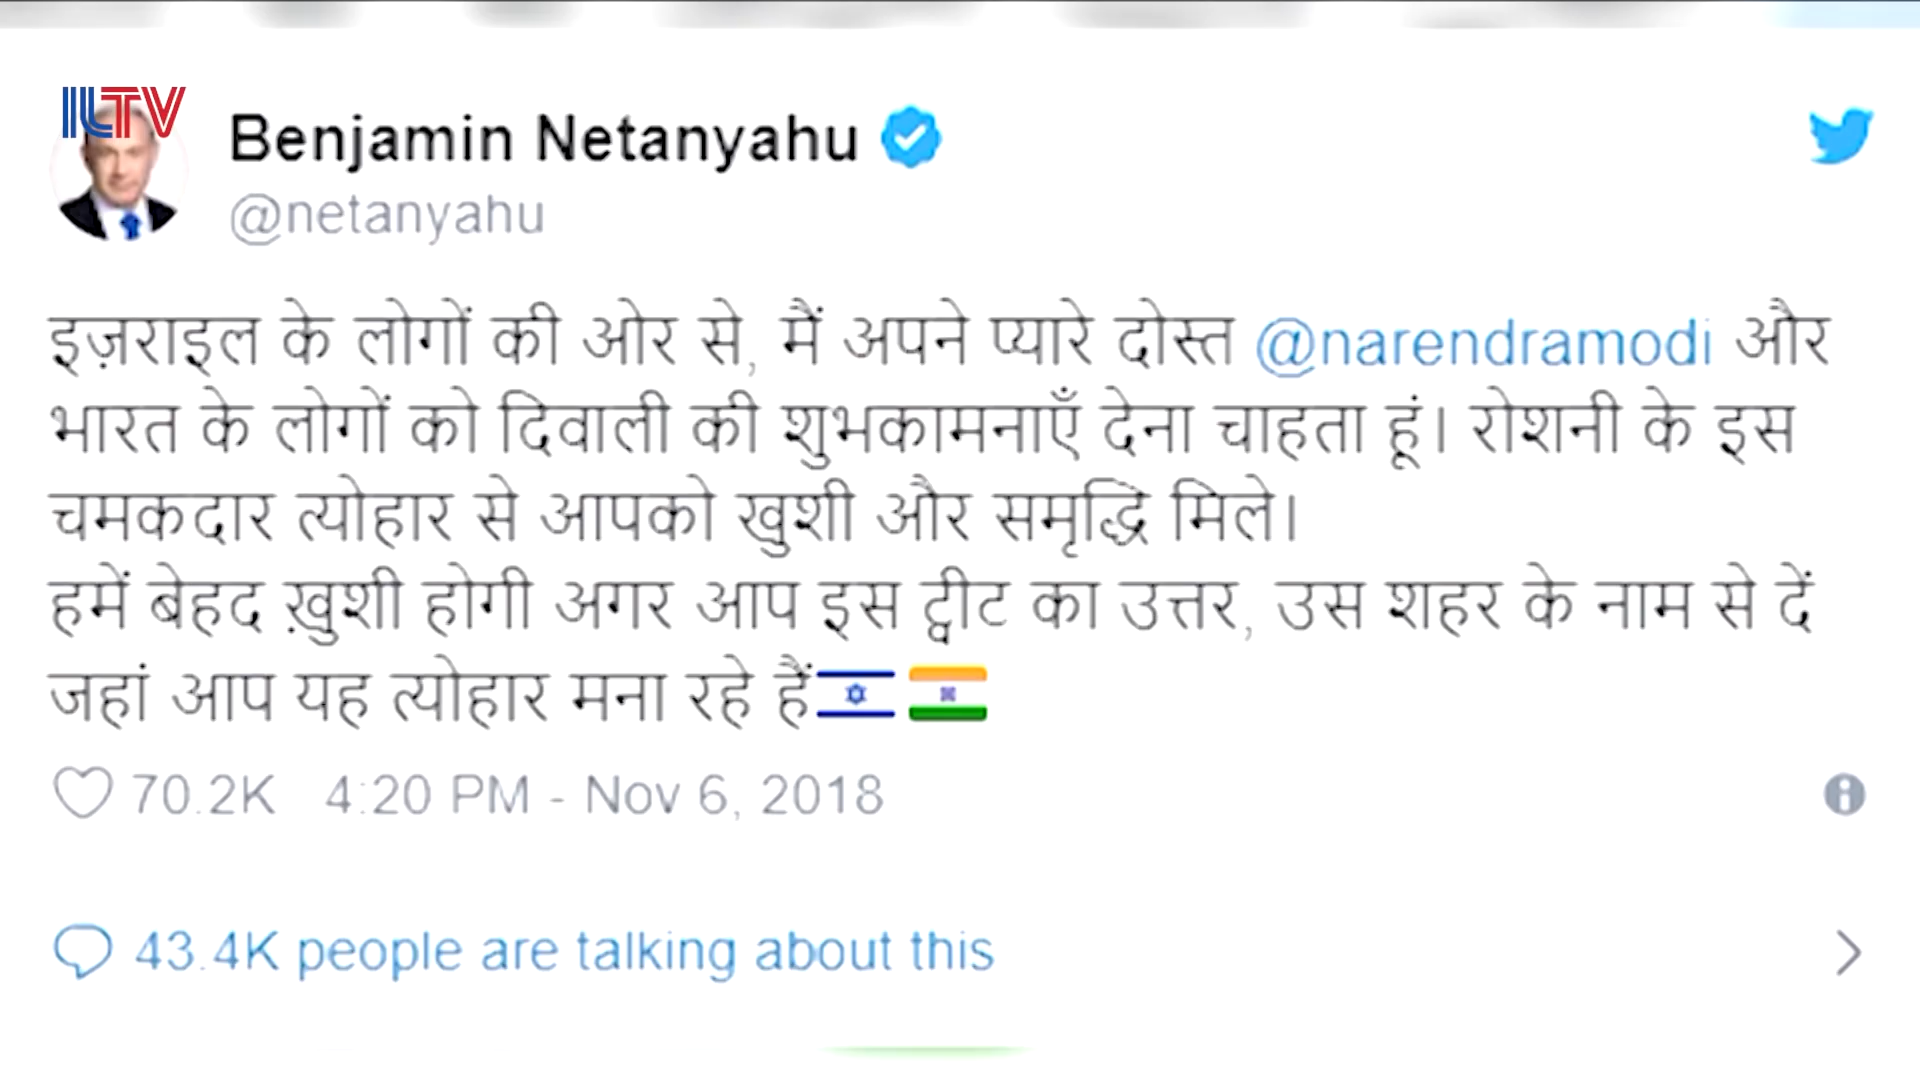 ILTV
Benjamin Netanyahu
@netanyahu
इज़राइल के लोगों की ओर से, मैं अपने प्यारे दोस्त @narendramodi और
भारत के लोगों को दिवाली की शुभकामनाएँ देना चाहता हूं। रोशनी के इस
चमकदार त्योहार से आपको खुशी और समृद्धि मिले।
हमें बेहद ख़ुशी होगी अगर आप इस ट्वीट का उत्तर, उस शहर के नाम से दें
जहां आप यह त्योहार मना रहे हैं
70.2K 4:20 PM - Nov 6, 2018
43.4K people are talking about this